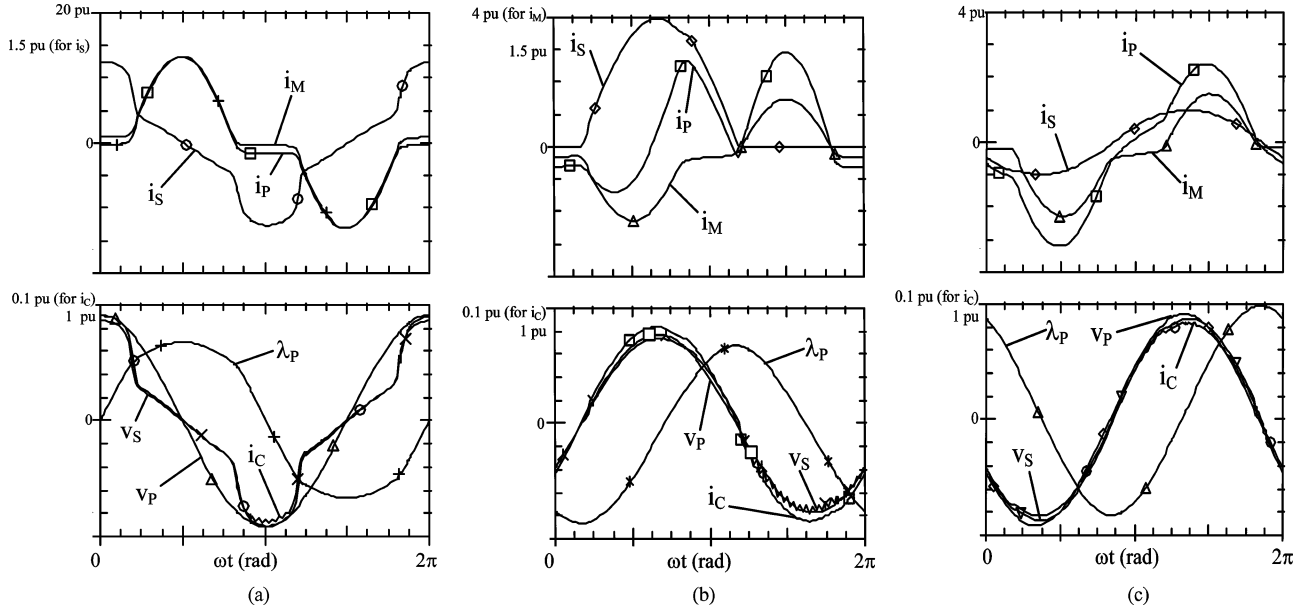 20 pu
1.5 pu (for iS)
0
20
iM
iP
iS
4 pu (for iM)
1.5 pu
0
iS
iP
iM
4 pu
0
4
iP
iS
iM
0.1 pu (for iC)
1 pu
0
λP
vS
vP
iC
0
ωt (rad)
2π
(a)
0.1 pu (for iC)
1 pu
0
λP
vP
vS
iC
0
ωt (rad)
2π
(b)
0.1 pu (for iC)
1 pu
0
λP
vP
iC
vS
0
ωt (rad)
2π
(c)